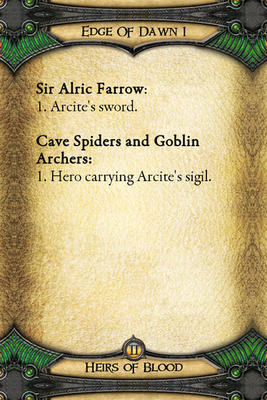 Edge of Dawn I
Sir Alric Farrow:
1. Arcite's sword.
Cave Spiders and Goblin
Archers:
1. Hero carrying Arcite's sigil.
II
Heirs of Blood